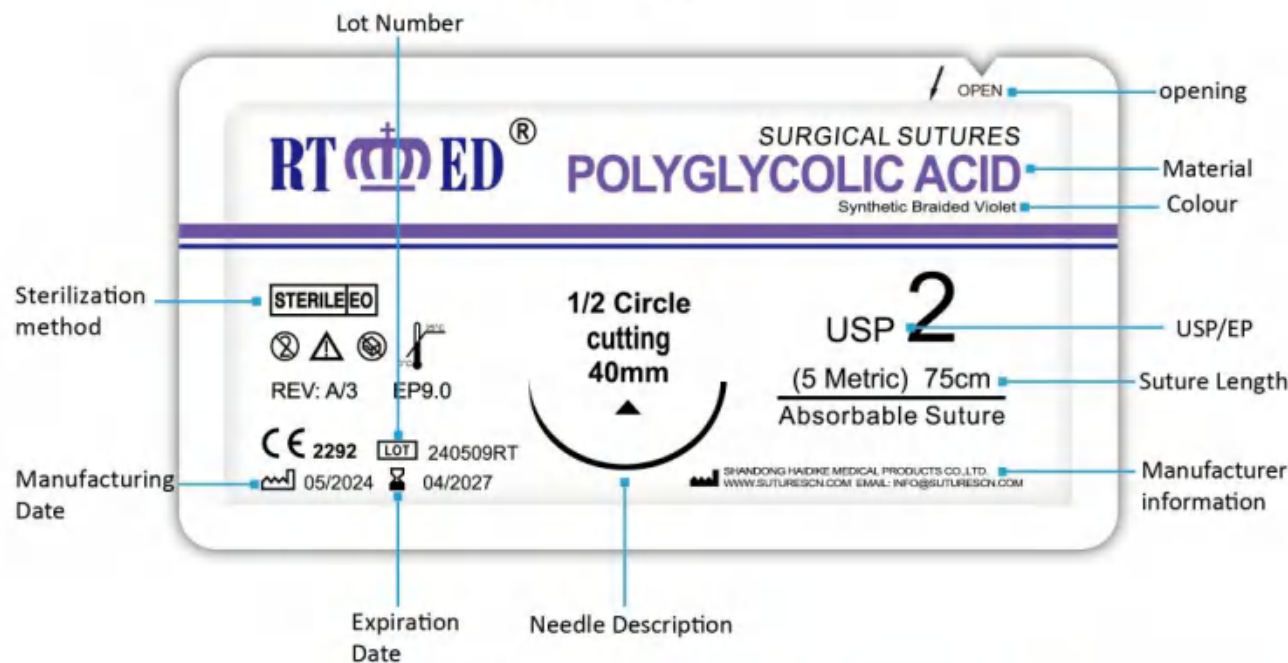 Lot Number
OPEN
opening
RT ED ®
SURGICAL SUTURES
POLYGLYCOLIC ACID
Material
Synthetic Braided Violet
Colour
Sterilization
method
STERILE EO
1/2 Circle
cutting
40mm
USP 2
USP/EP
25°C
REV: A/3 EP9.0
(5 Metric) 75cm
Suture Length
Absorbable Suture
CE 2292 LOT 240509RT
Manufacturing
Date
05/2024 04/2027
SHANDONG HAIDIKE MEDICAL PRODUCTS CO.,LTD.
WWW.SUTURESCN.COM EMAIL: INFO@SUTURESCN.COM
Manufacturer
information
Expiration
Date
Needle Description